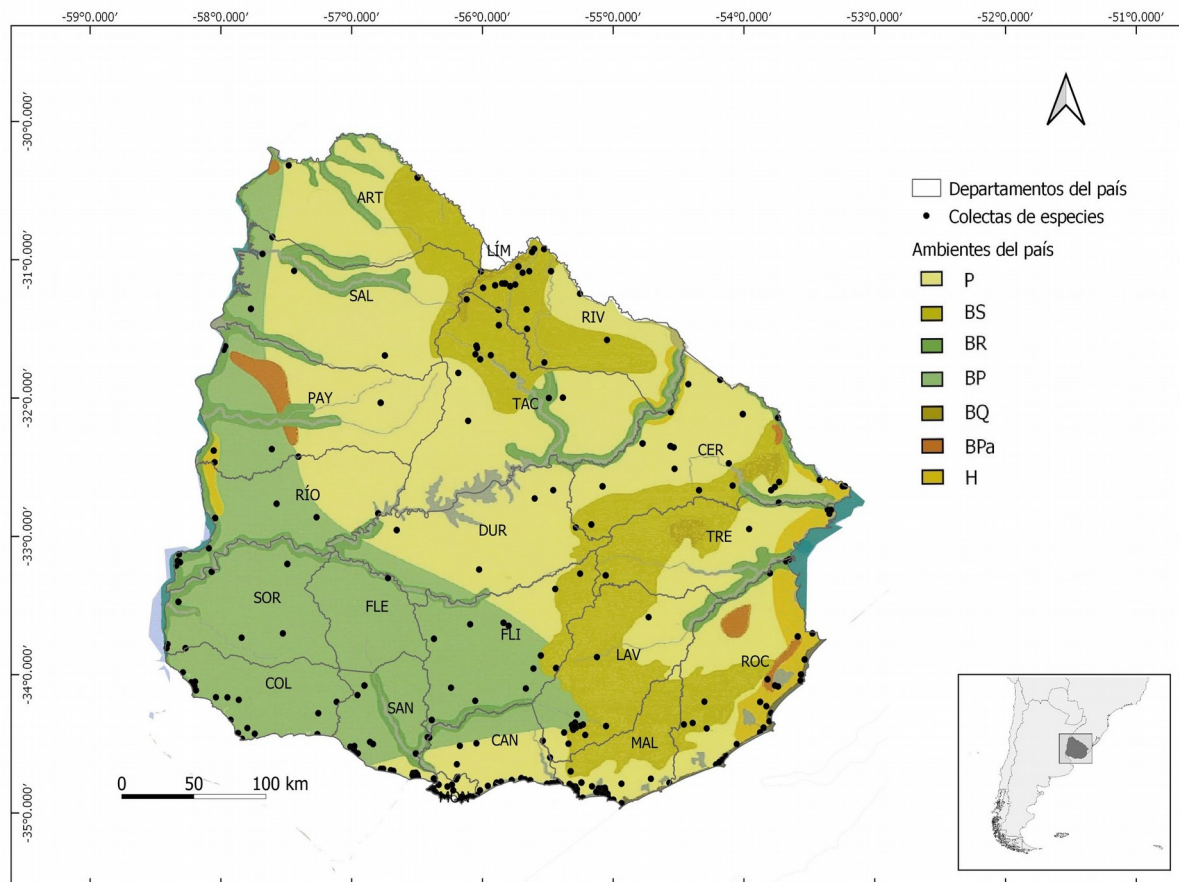 -59°0.000′ -58°0.000′ -57°0.000′ -56°0.000′ -55°0.000′ -54°0.000′ -53°0.000′ -52°0.000′ -51°0.000′
-30°0.000′
-31°0.000′
-32°0.000′
-33°0.000′
-34°0.000′
-35°0.000′
ART
LÍM
SAL
RIV
PAY
TAC
CER
RÍO
DUR
TRE
SOR
FLE
FLI
LAV
ROC
COL
SAN
CAN
MAL
MON
0 50 100 km
Departamentos del país
Colectas de especies
Ambientes del país
P
BS
BR
BP
BQ
BPa
H